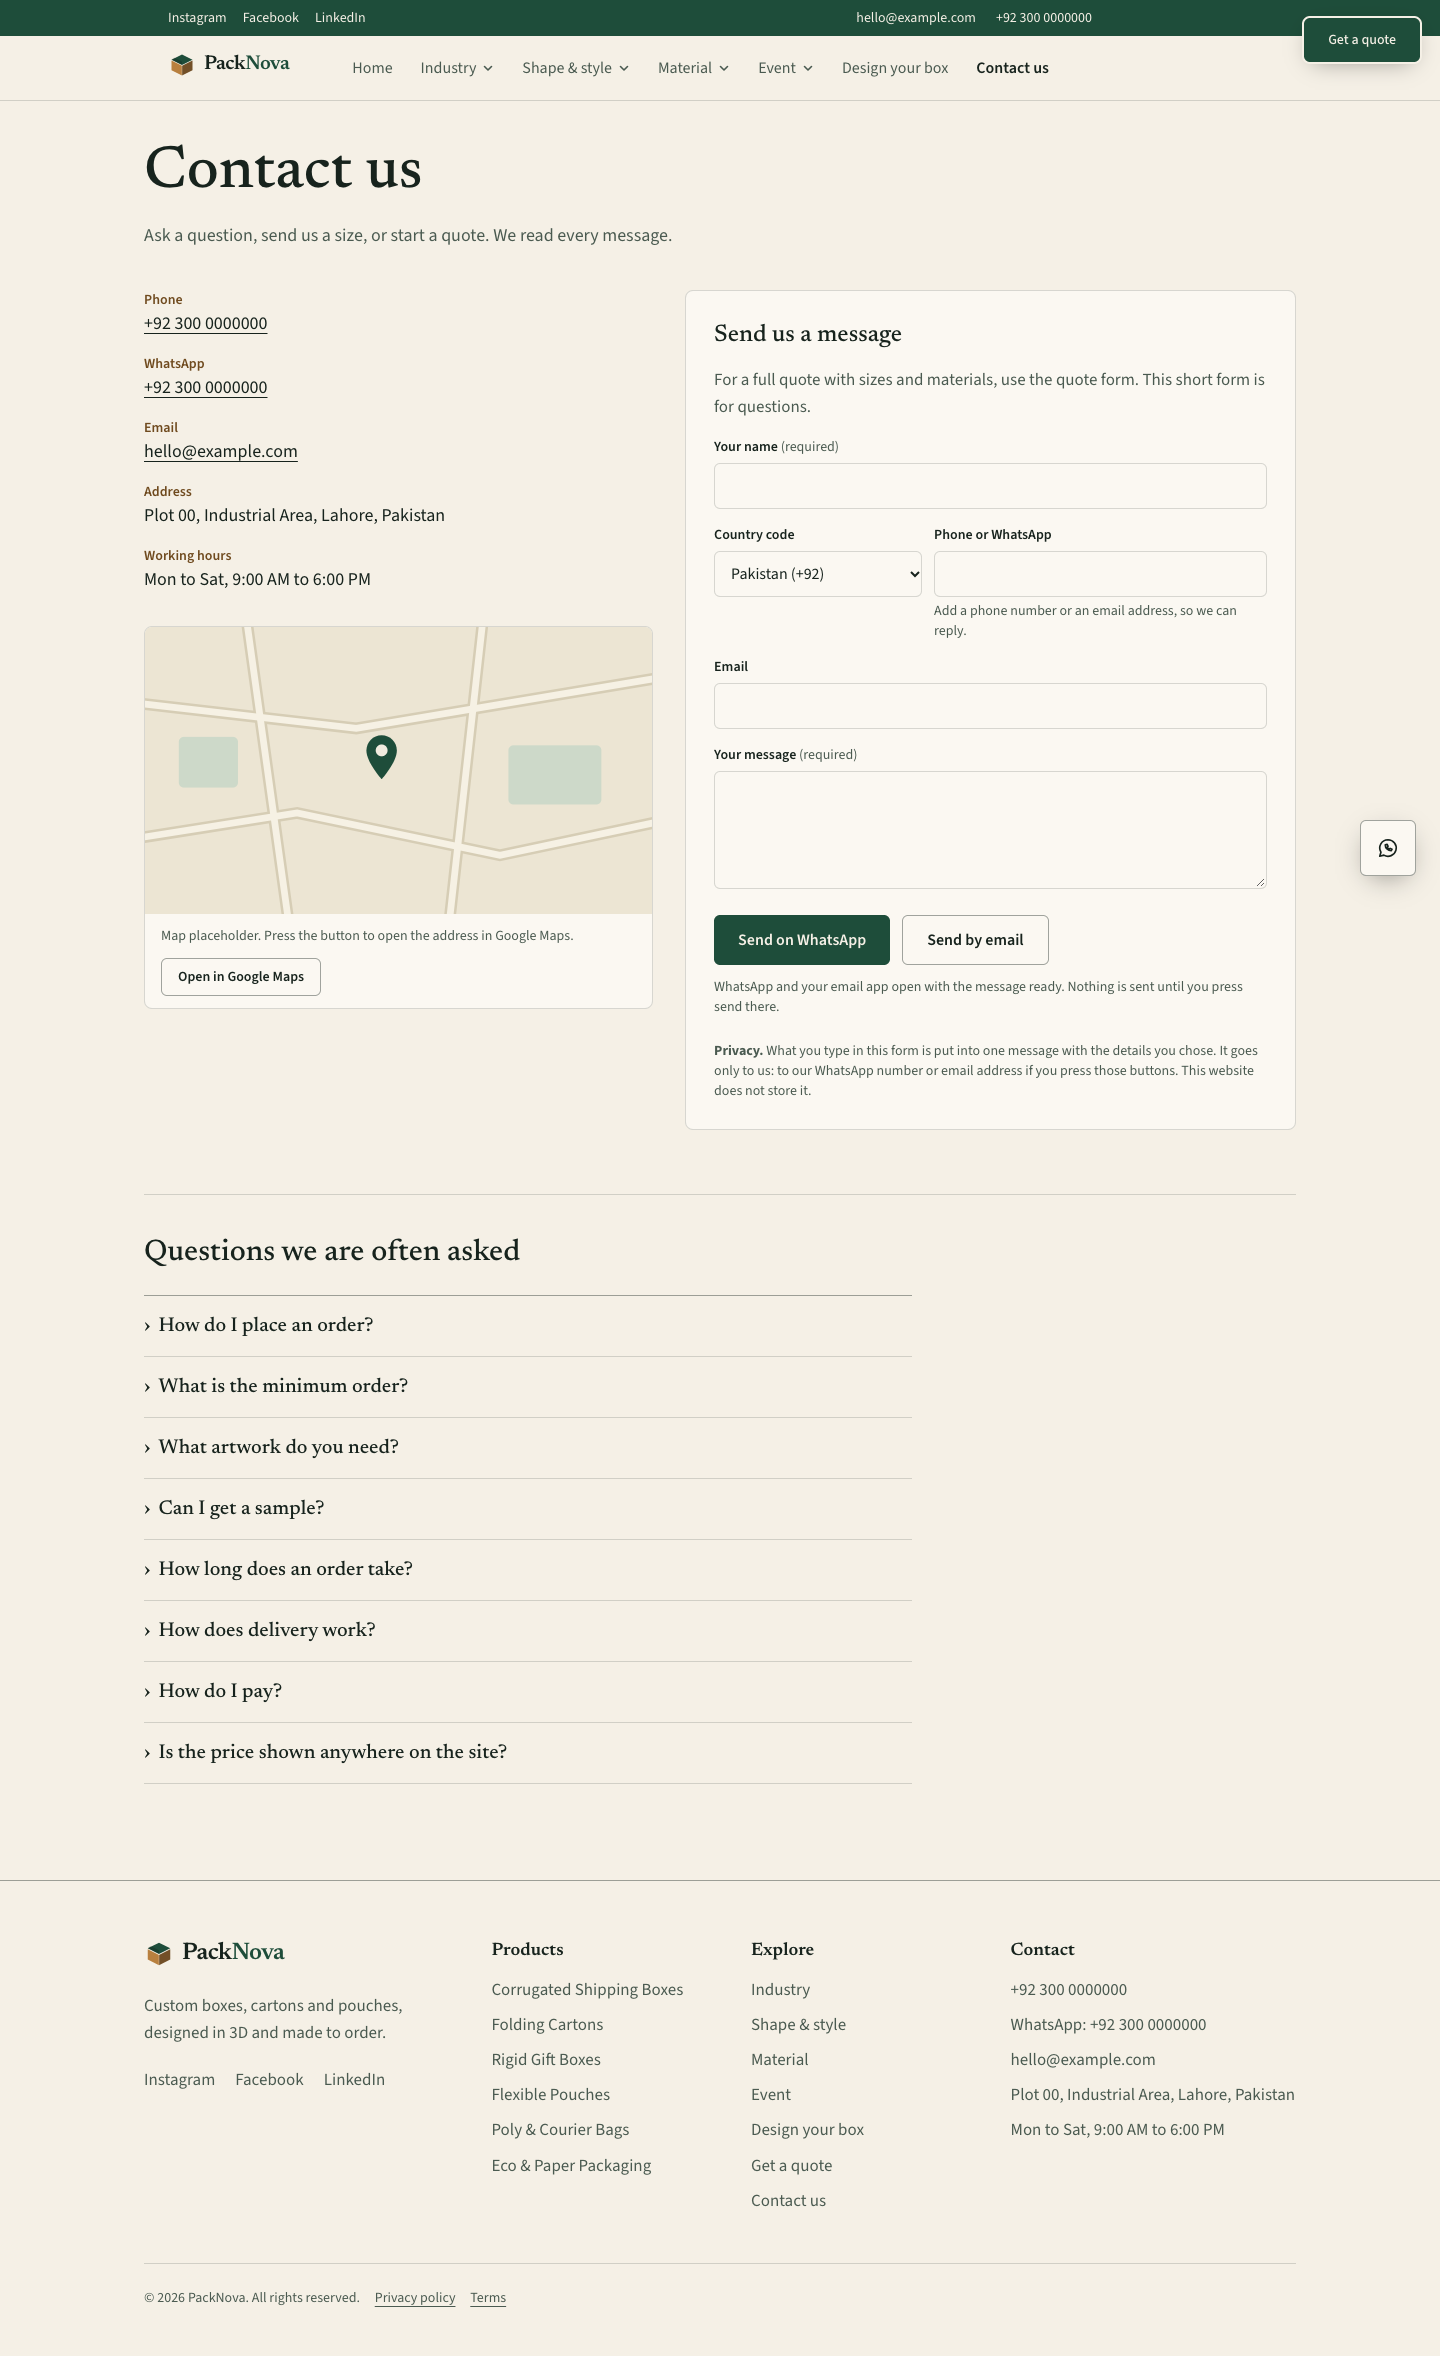 Instagram Facebook LinkedIn hello@example.com +92 300 0000000
Get a quote
PackNova Home Industry Shape & style Material Event Design your box Contact us
Contact us
Ask a question, send us a size, or start a quote. We read every message.
Phone
+92 300 0000000
WhatsApp
+92 300 0000000
Email
hello@example.com
Address
Plot 00, Industrial Area, Lahore, Pakistan
Working hours
Mon to Sat, 9:00 AM to 6:00 PM
Map placeholder. Press the button to open the address in Google Maps.
Open in Google Maps
Send us a message
For a full quote with sizes and materials, use the quote form. This short form is
for questions.
Your name (required)
Country code Phone or WhatsApp
Pakistan (+92)
Add a phone number or an email address, so we can
reply.
Email
Your message (required)
Send on WhatsApp Send by email
WhatsApp and your email app open with the message ready. Nothing is sent until you press
send there.
Privacy. What you type in this form is put into one message with the details you chose. It goes
only to us: to our WhatsApp number or email address if you press those buttons. This website
does not store it.
Questions we are often asked
› How do I place an order?
› What is the minimum order?
› What artwork do you need?
› Can I get a sample?
› How long does an order take?
› How does delivery work?
› How do I pay?
› Is the price shown anywhere on the site?
PackNova
Custom boxes, cartons and pouches,
designed in 3D and made to order.
Instagram Facebook LinkedIn
Products
Corrugated Shipping Boxes
Folding Cartons
Rigid Gift Boxes
Flexible Pouches
Poly & Courier Bags
Eco & Paper Packaging
Explore
Industry
Shape & style
Material
Event
Design your box
Get a quote
Contact us
Contact
+92 300 0000000
WhatsApp: +92 300 0000000
hello@example.com
Plot 00, Industrial Area, Lahore, Pakistan
Mon to Sat, 9:00 AM to 6:00 PM
© 2026 PackNova. All rights reserved. Privacy policy Terms